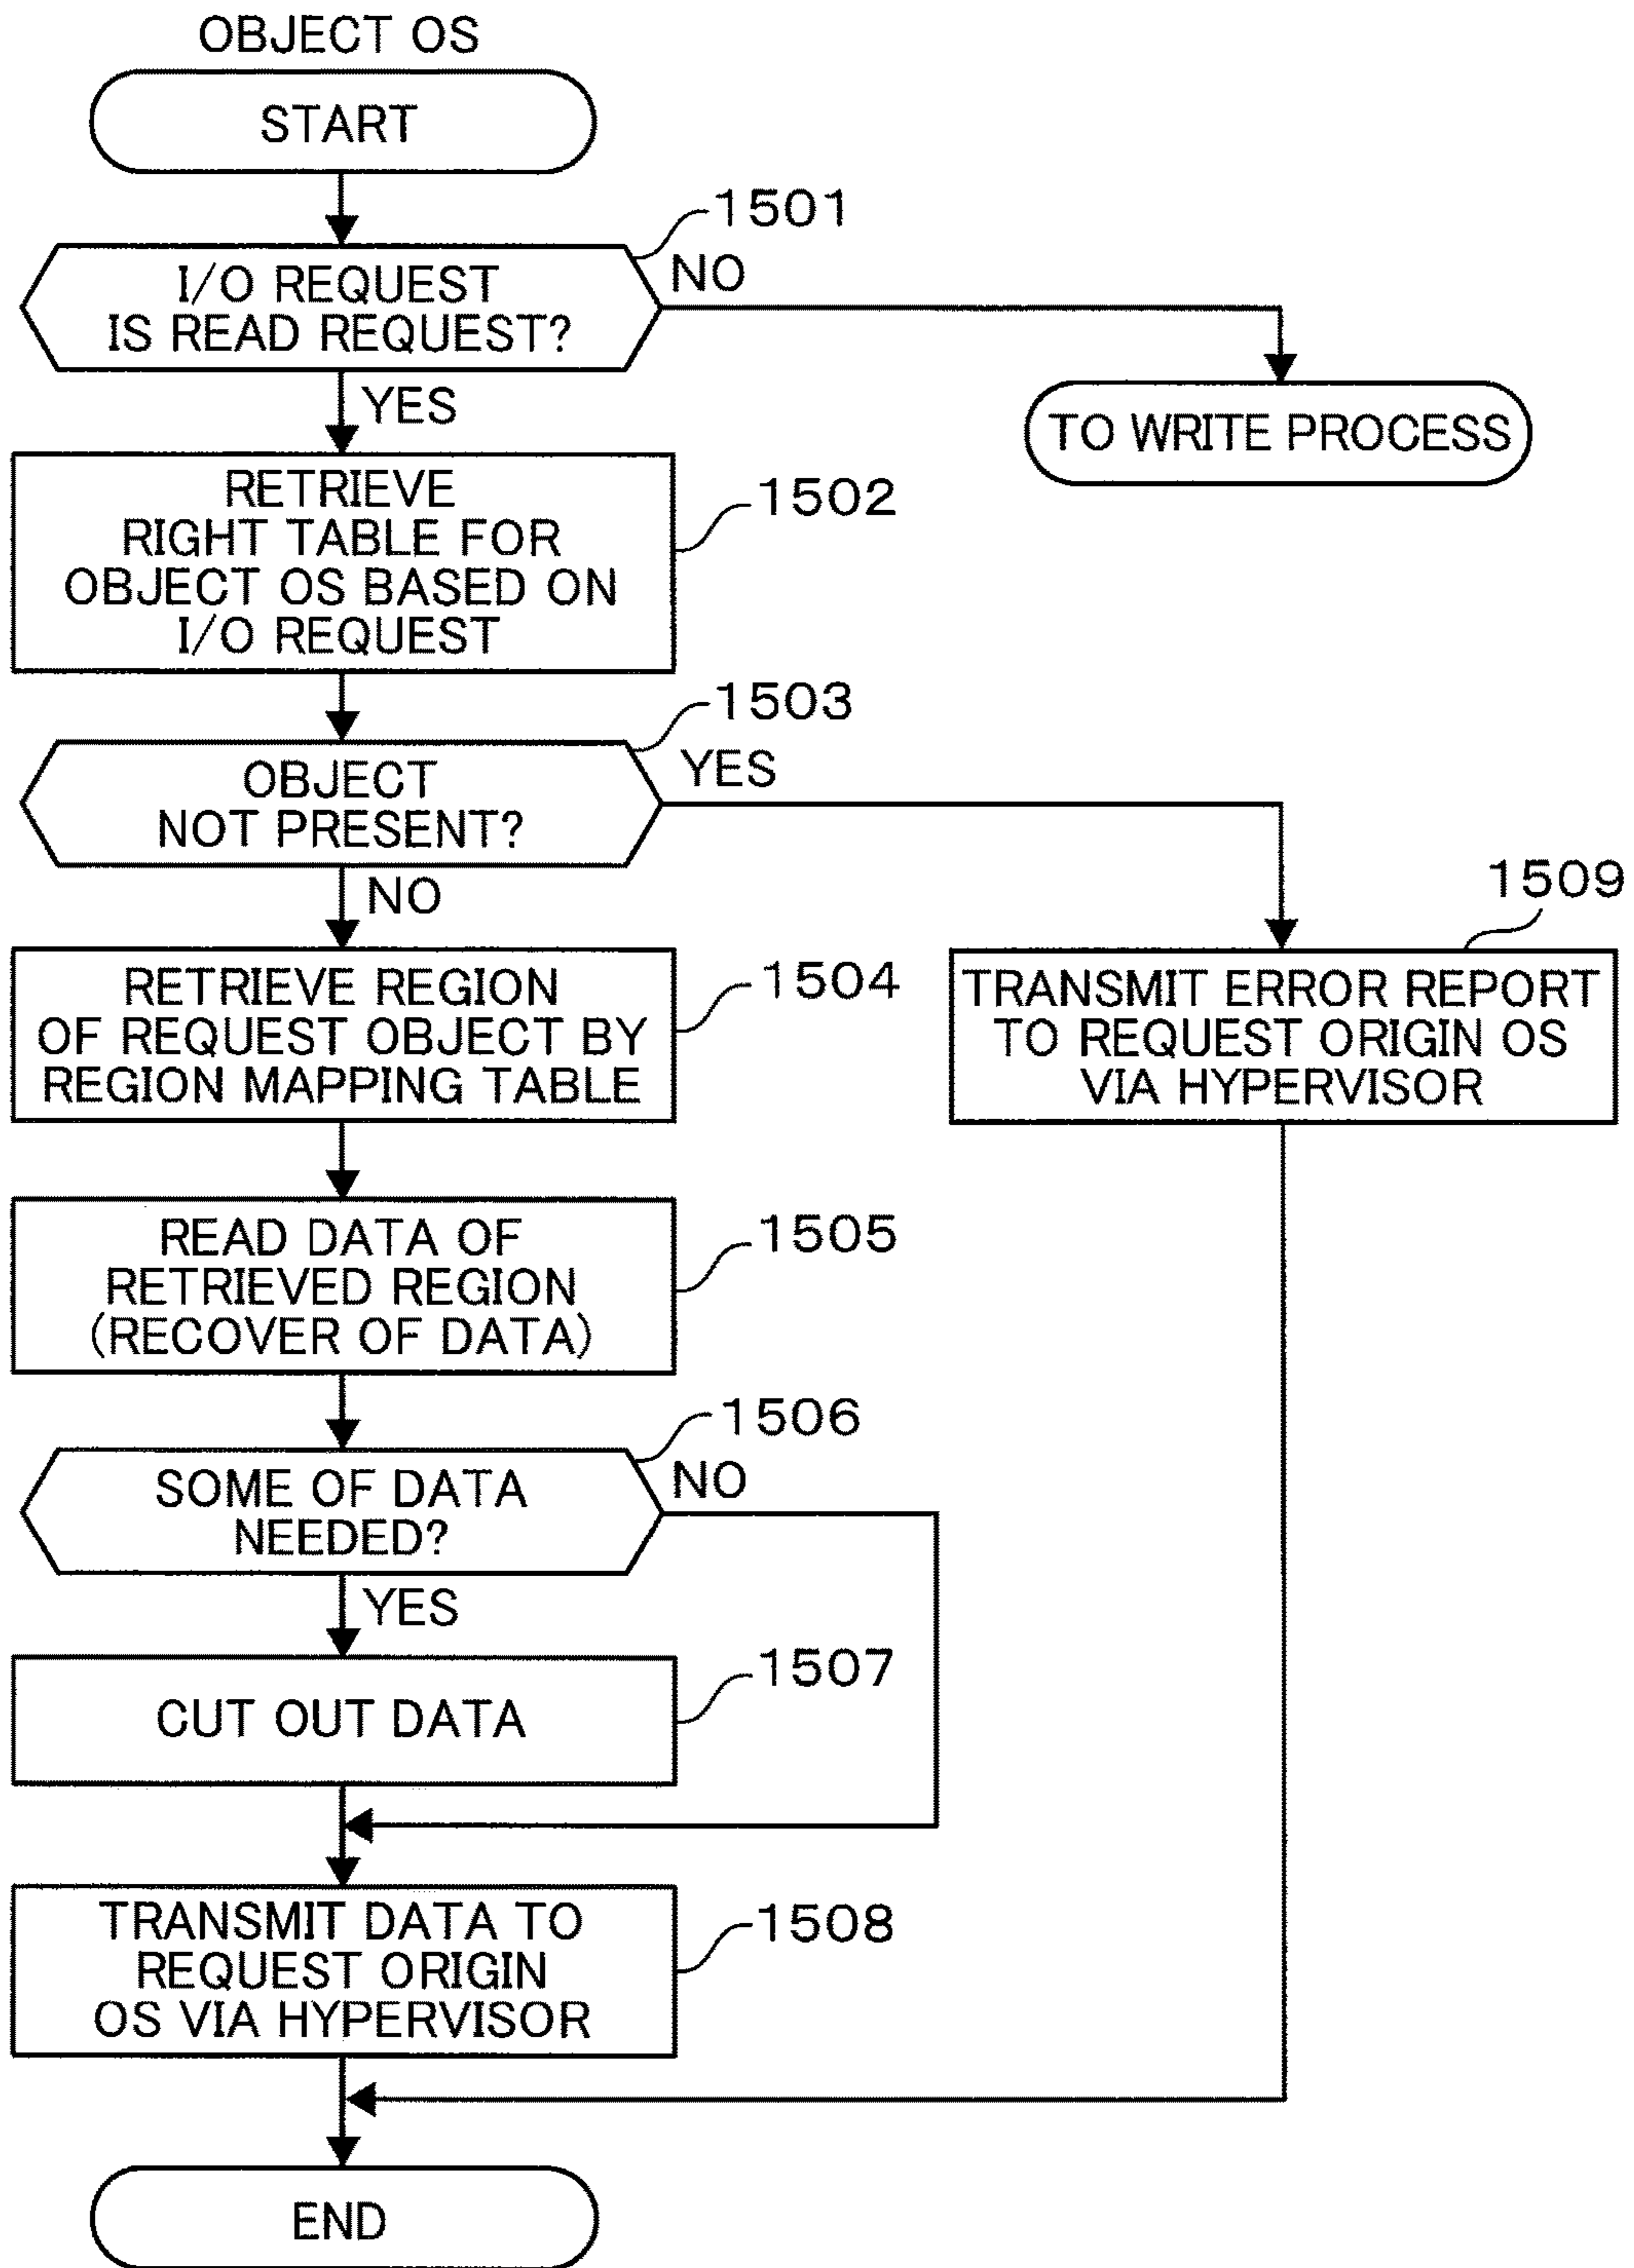 OBJECT OS
START
1501
I/O REQUEST
IS READ REQUEST?
NO
YES
TO WRITE PROCESS
RETRIEVE
RIGHT TABLE FOR
OBJECT OS BASED ON
I/O REQUEST
1502
1503
OBJECT
NOT PRESENT?
YES
NO
1509
RETRIEVE REGION
OF REQUEST OBJECT BY
REGION MAPPING TABLE
1504
TRANSMIT ERROR REPORT
TO REQUEST ORIGIN OS
VIA HYPERVISOR
READ DATA OF
RETRIEVED REGION
(RECOVER OF DATA)
1505
1506
SOME OF DATA
NEEDED?
NO
YES
1507
CUT OUT DATA
TRANSMIT DATA TO
REQUEST ORIGIN
OS VIA HYPERVISOR
1508
END